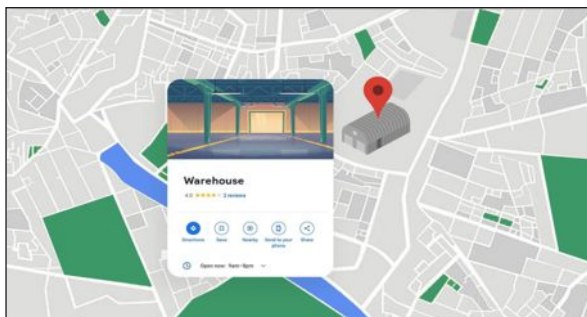 Warehouse
4.0 2 reviews
Directions Save Nearby Send to your Share
phone
Open now: 9am–9pm